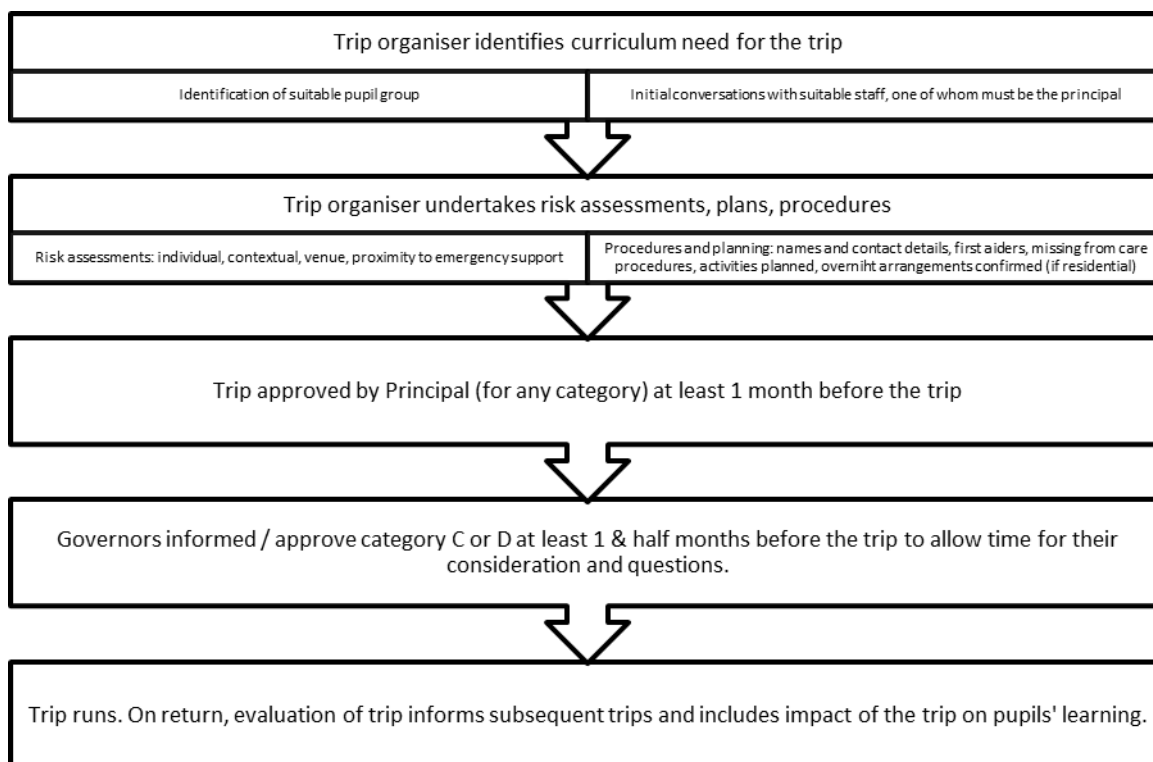 Trip organiser identifies curriculum need for the trip
Identification of suitable pupil group
Initial conversations with suitable staff, one of whom must be the principal
Trip organiser undertakes risk assessments, plans, procedures
Risk assessments: individual, contextual, venue, proximity to emergency support
Procedures and planning: names and contact details, first aiders, missing from care
procedures, activities planned, overniht arrangements confirmed (if residential)
Trip approved by Principal (for any category) at least 1 month before the trip
Governors informed / approve category C or D at least 1 & half months before the trip to allow time for their
consideration and questions.
Trip runs. On return, evaluation of trip informs subsequent trips and includes impact of the trip on pupils' learning.